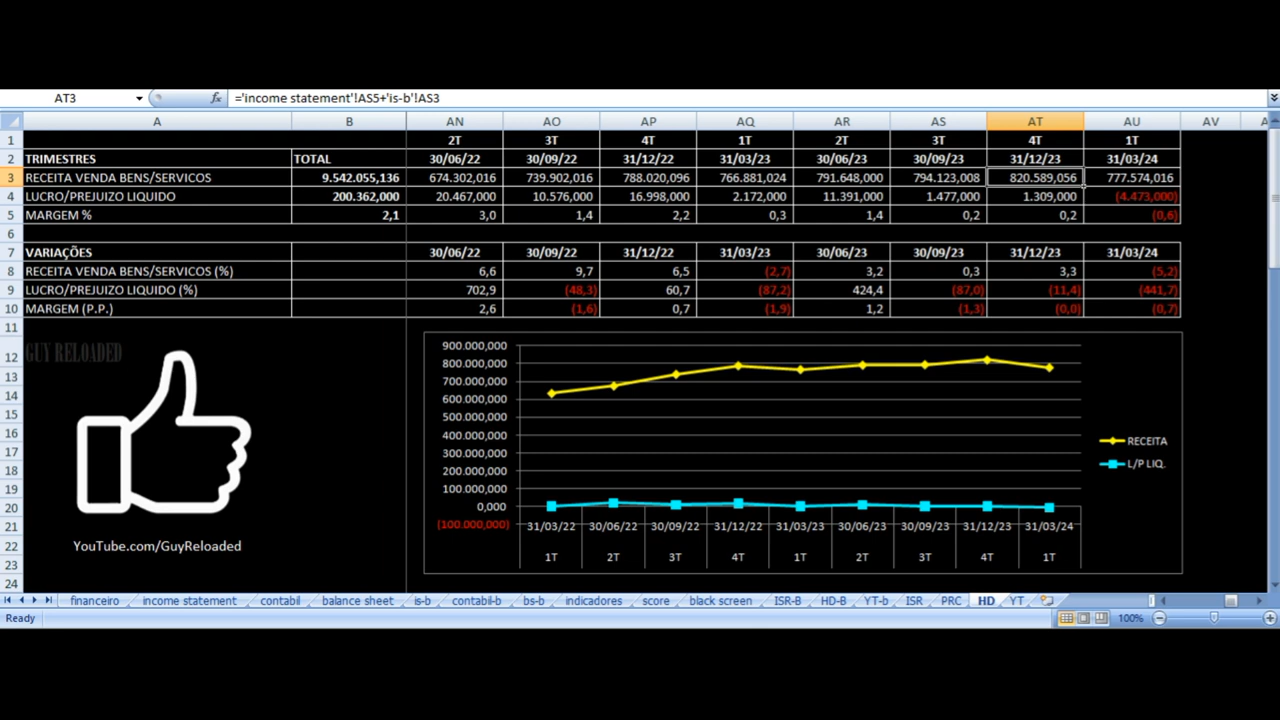 AT3 fx ='income statement'!AS5+'is-b'!AS3
A B AN AO AP AQ AR AS AT AU AV A
1 2T 3T 4T 1T 2T 3T 4T 1T
2 TRIMESTRES TOTAL 30/06/22 30/09/22 31/12/22 31/03/23 30/06/23 30/09/23 31/12/23 31/03/24
3 RECEITA VENDA BENS/SERVICOS 9.542.055,136 674.302,016 739.902,016 788.020,096 766.881,024 791.648,000 794.123,008 820.589,056 777.574,016
4 LUCRO/PREJUIZO LIQUIDO 200.362,000 20.467,000 10.576,000 16.998,000 2.172,000 11.391,000 1.477,000 1.309,000 (4.473,000)
5 MARGEM % 2,1 3,0 1,4 2,2 0,3 1,4 0,2 0,2 (0,6)
6
7 VARIAÇÕES 30/06/22 30/09/22 31/12/22 31/03/23 30/06/23 30/09/23 31/12/23 31/03/24
8 RECEITA VENDA BENS/SERVICOS (%) 6,6 9,7 6,5 (2,7) 3,2 0,3 3,3 (5,2)
9 LUCRO/PREJUIZO LIQUIDO (%) 702,9 (48,3) 60,7 (87,2) 424,4 (87,0) (11,4) (441,7)
10 MARGEM (P.P.) 2,6 (1,6) 0,7 (1,9) 1,2 (1,3) (0,0) (0,7)
11
12 GUY RELOADED
13
14
15
16
17
18
19
20
21
22
23
24
YouTube.com/GuyReloaded
900.000,000
800.000,000
700.000,000
600.000,000
500.000,000
400.000,000
300.000,000
200.000,000
100.000,000
0,000
(100.000,000)
31/03/22 30/06/22 30/09/22 31/12/22 31/03/23 30/06/23 30/09/23 31/12/23 31/03/24
1T 2T 3T 4T 1T 2T 3T 4T 1T
RECEITA
L/P LIQ.
financeiro income statement contabil balance sheet is-b contabil-b bs-b indicadores score black screen ISR-B HD-B YT-b ISR PRC HD YT
Ready 100%